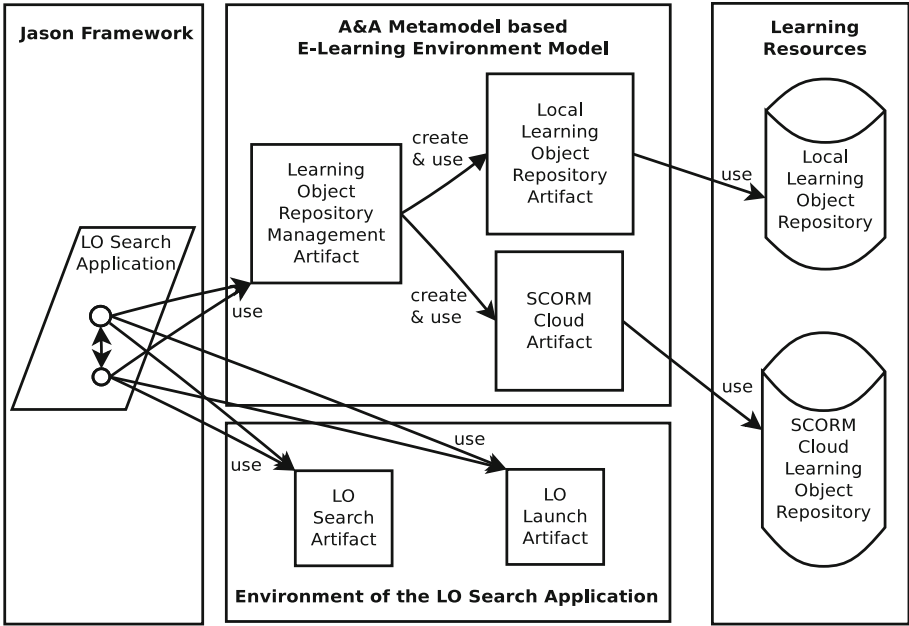 Jason Framework
LO Search
Application
A&A Metamodel based
E-Learning Environment Model
Learning
Object
Repository
Management
Artifact
create
& use
Local
Learning
Object
Repository
Artifact
create
& use
SCORM
Cloud
Artifact
use
use
use
LO
Search
Artifact
LO
Launch
Artifact
Environment of the LO Search Application
Learning
Resources
use
Local
Learning
Object
Repository
use
SCORM
Cloud
Learning
Object
Repository